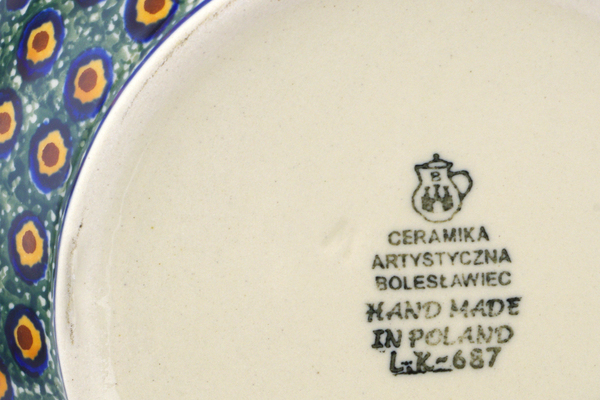 B
CERAMIKA
ARTYSTYCZNA
BOLESŁAWIEC
HAND MADE
IN POLAND
L.K-687